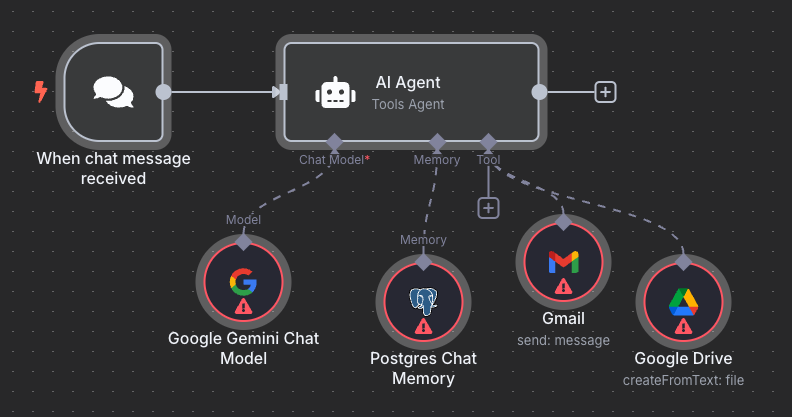 AI Agent
Tools Agent
When chat message
received
Chat Model*
Memory
Tool
Model
Memory
Google Gemini Chat
Model
Postgres Chat
Memory
Gmail
send: message
Google Drive
createFromText: file